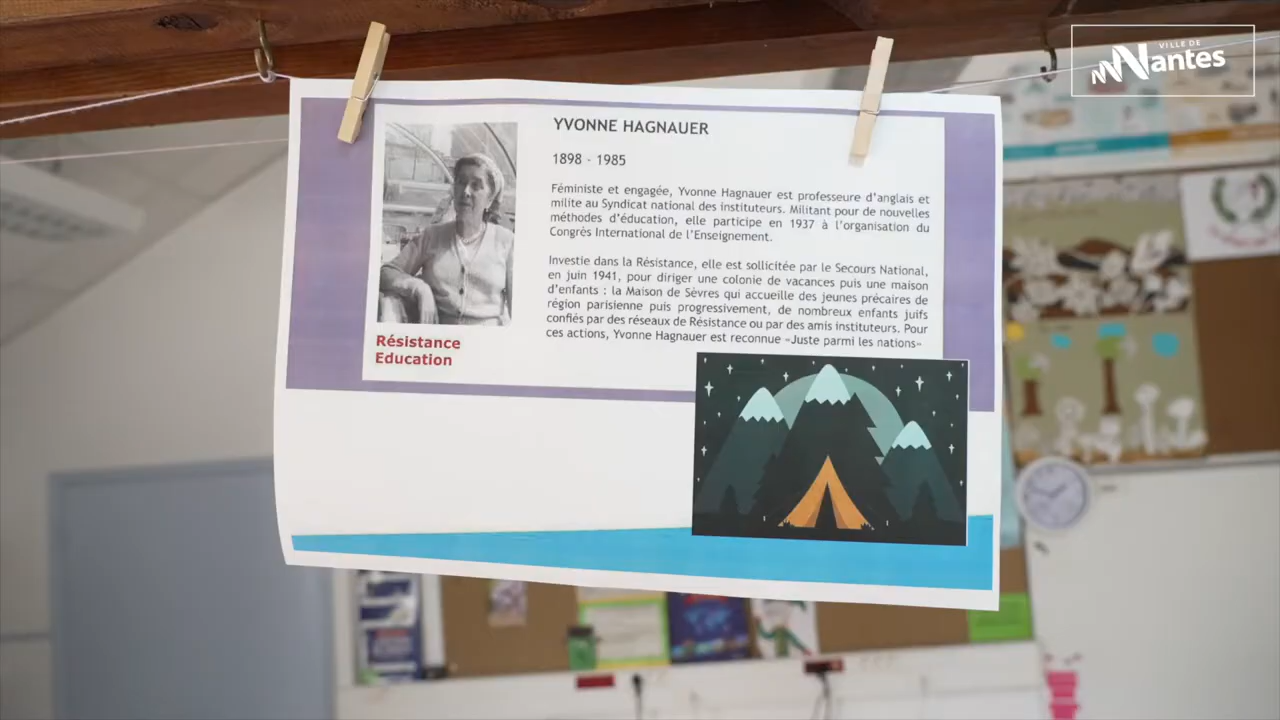 VILLE DE
Nantes
YVONNE HAGNAUER
1898 - 1985
Féministe et engagée, Yvonne Hagnauer est professeure d'anglais et
milite au Syndicat national des instituteurs. Militant pour de nouvelles
méthodes d'éducation, elle participe en 1937 à l'organisation du
Congrès International de l'Enseignement.
Investie dans la Résistance, elle est sollicitée par le Secours National,
en juin 1941, pour diriger une colonie de vacances puis une maison
d'enfants : la Maison de Sèvres qui accueille des jeunes précaires de
région parisienne puis progressivement, de nombreux enfants juifs
confiés par des réseaux de Résistance ou par des amis instituteurs. Pour
ces actions, Yvonne Hagnauer est reconnue «Juste parmi les nations»
Résistance
Education